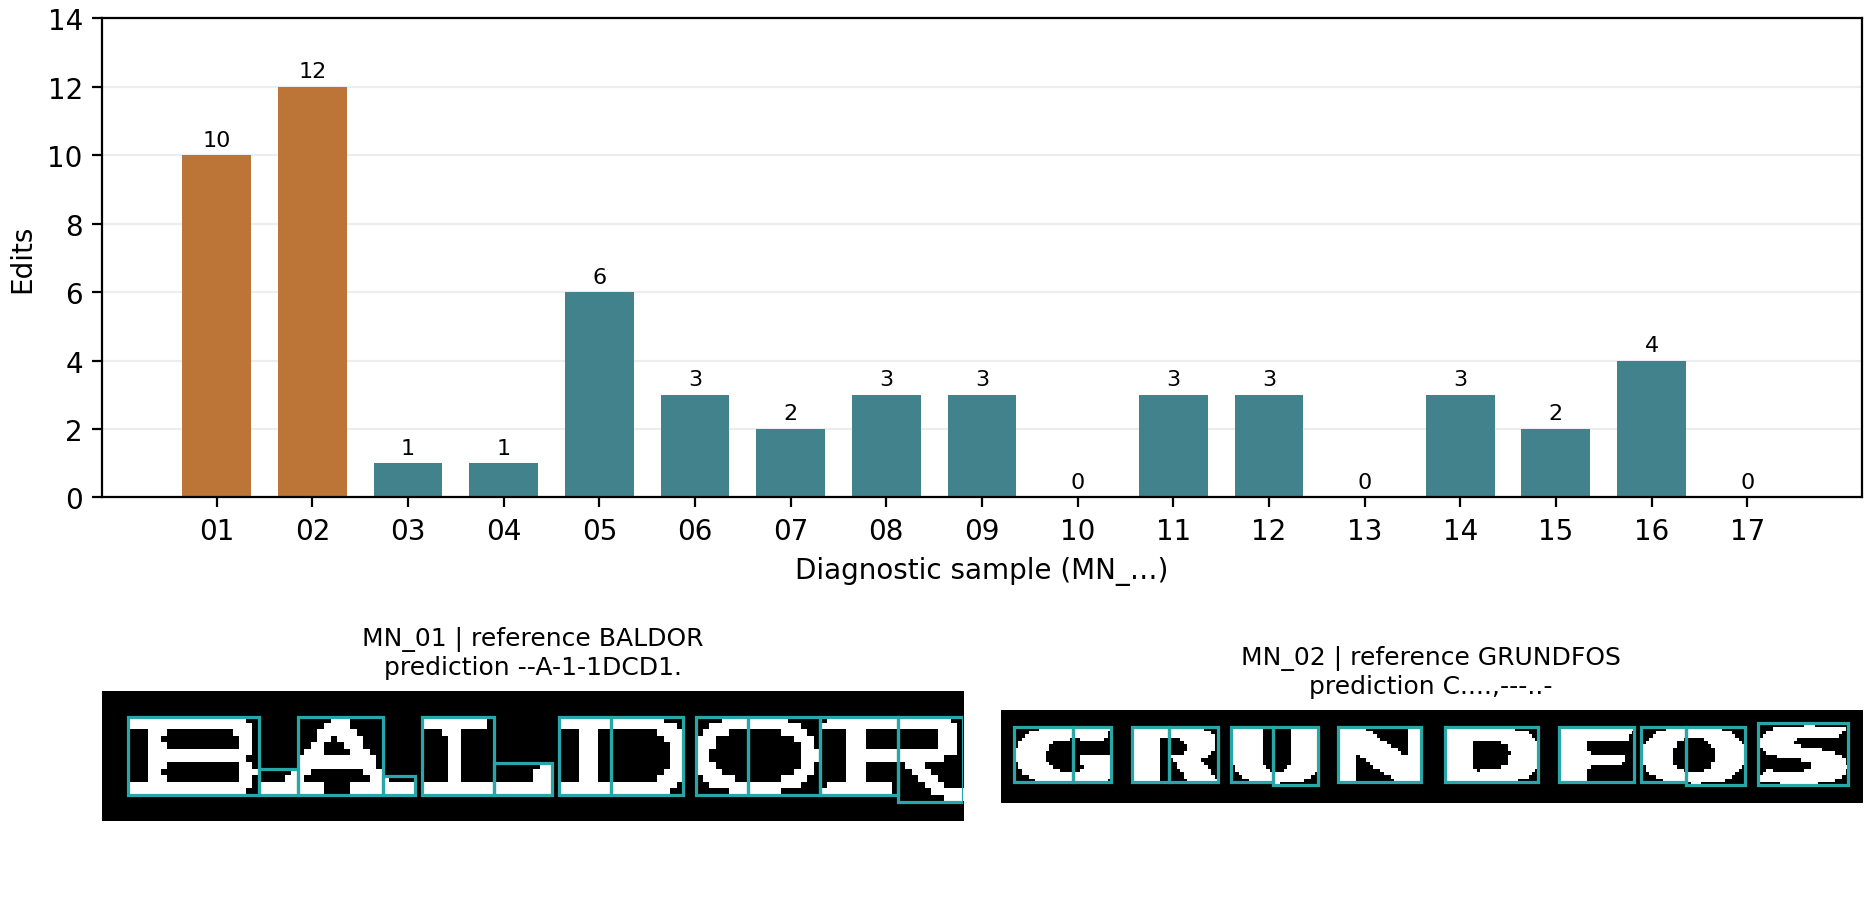 14
12
10
8
6
4
2
0
Edits
10 12 1 1 6 3 2 3 3 0 3 3 0 3 2 4 0
01 02 03 04 05 06 07 08 09 10 11 12 13 14 15 16 17
Diagnostic sample (MN_...)
MN_01 | reference BALDOR
prediction --A-1-1DCD1.
BALDOR
MN_02 | reference GRUNDFOS
prediction C....,---..-
GRUNDFOS